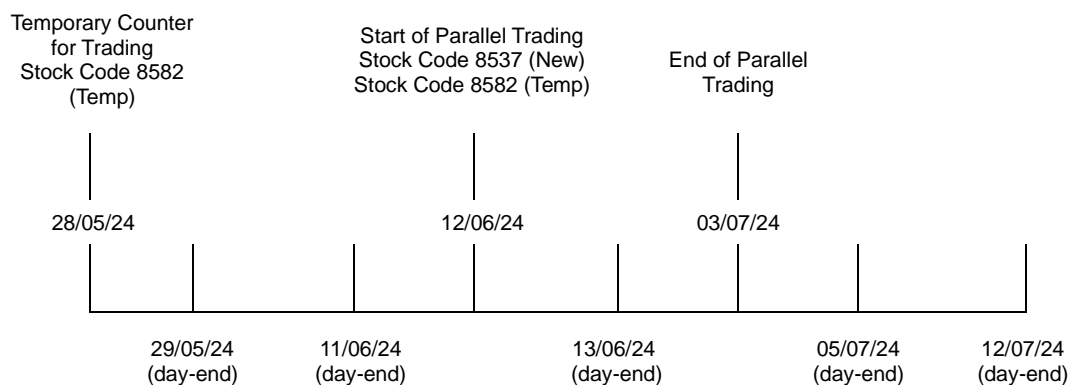 Temporary Counter
for Trading
Stock Code 8582
(Temp)
Start of Parallel Trading
Stock Code 8537 (New)
Stock Code 8582 (Temp)
End of Parallel
Trading
28/05/24
12/06/24
03/07/24
29/05/24
(day-end)
11/06/24
(day-end)
13/06/24
(day-end)
05/07/24
(day-end)
12/07/24
(day-end)